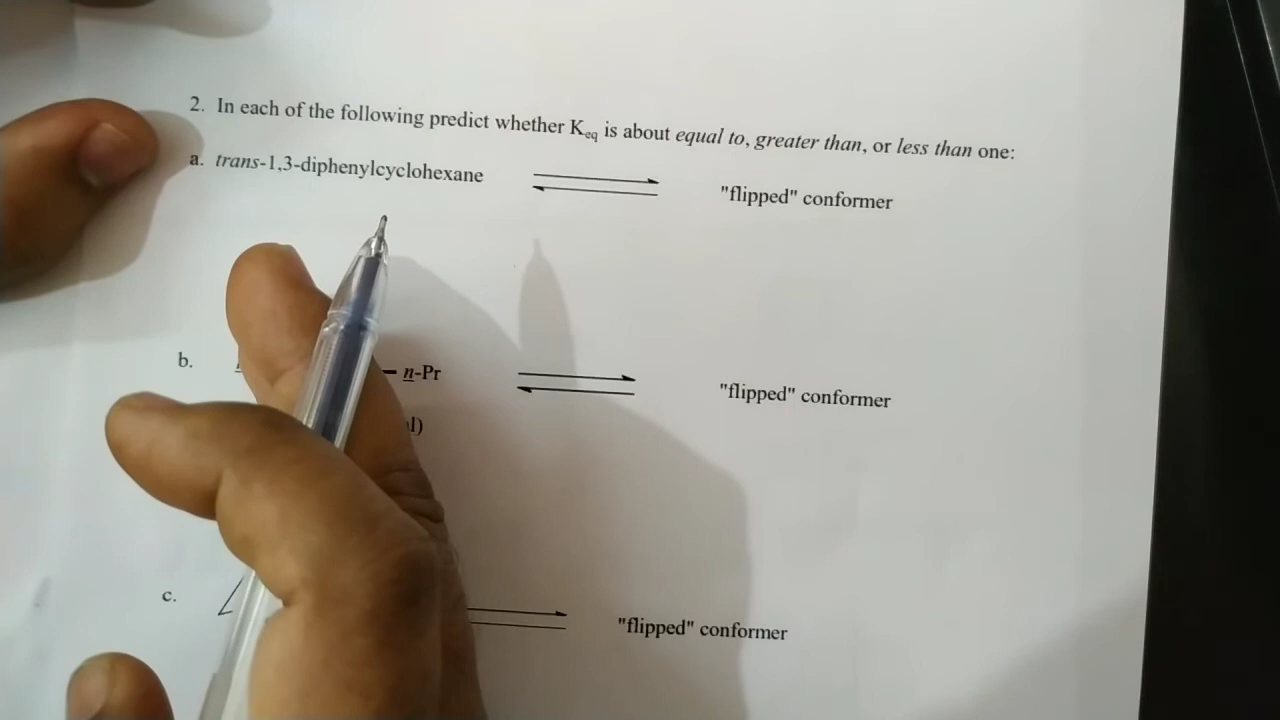 2. In each of the following predict whether Keq is about equal to, greater than, or less than one:
a. trans-1,3-diphenylcyclohexane "flipped" conformer
b. n-Pr "flipped" conformer
l)
c. "flipped" conformer